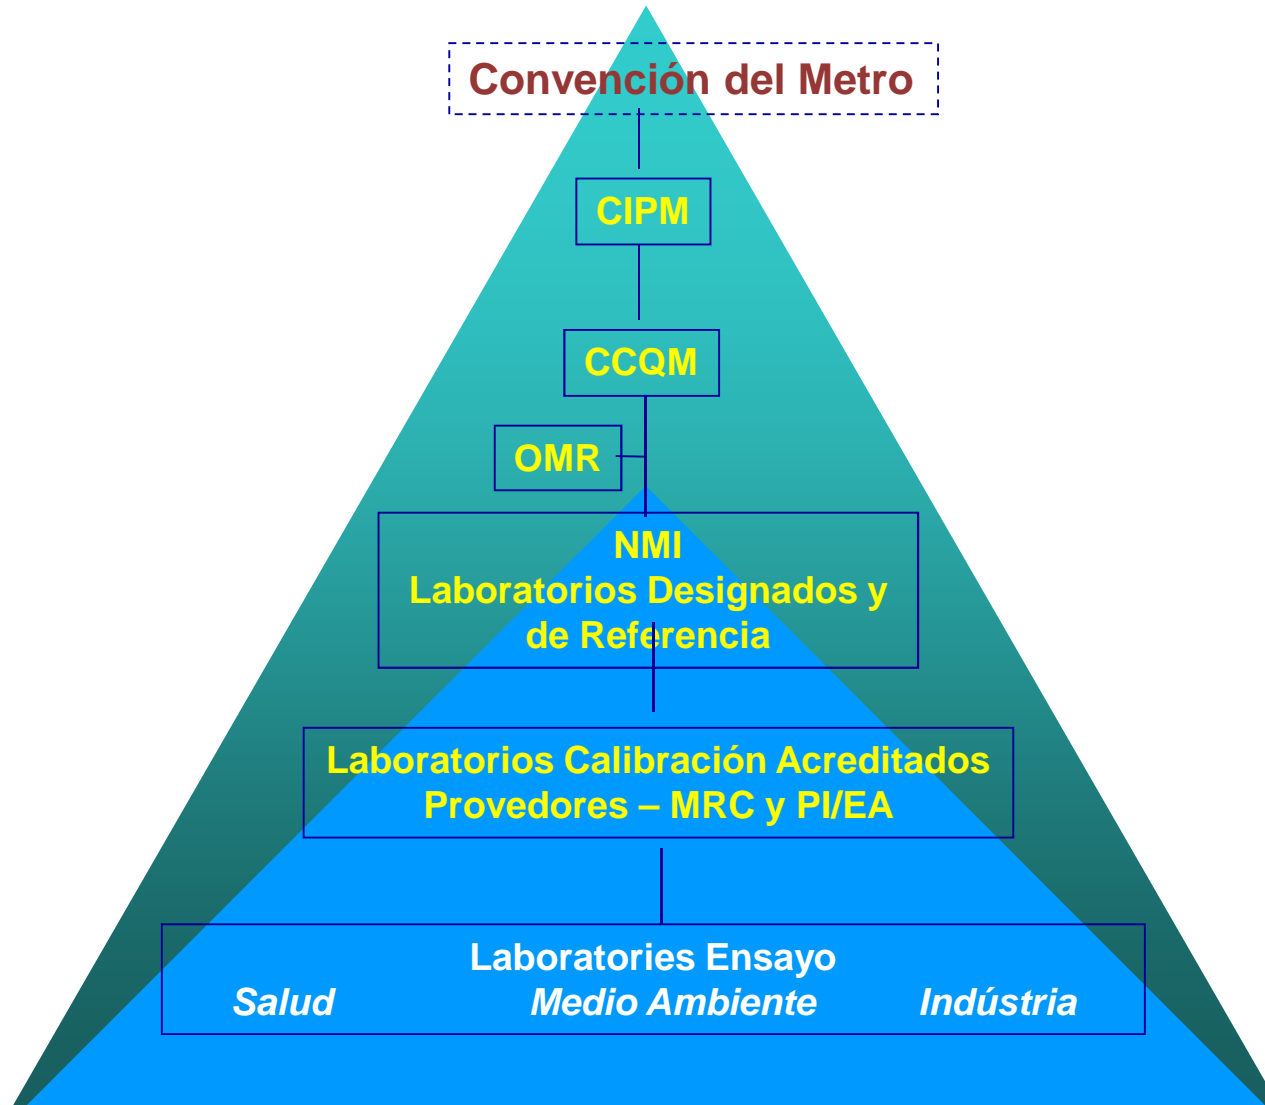 Convención del Metro
CIPM
CCQM
OMR
NMI
Laboratorios Designados y
de Referencia
Laboratorios Calibración Acreditados
Provedores – MRC y PI/EA
Laboratories Ensayo
Salud Medio Ambiente Indústria